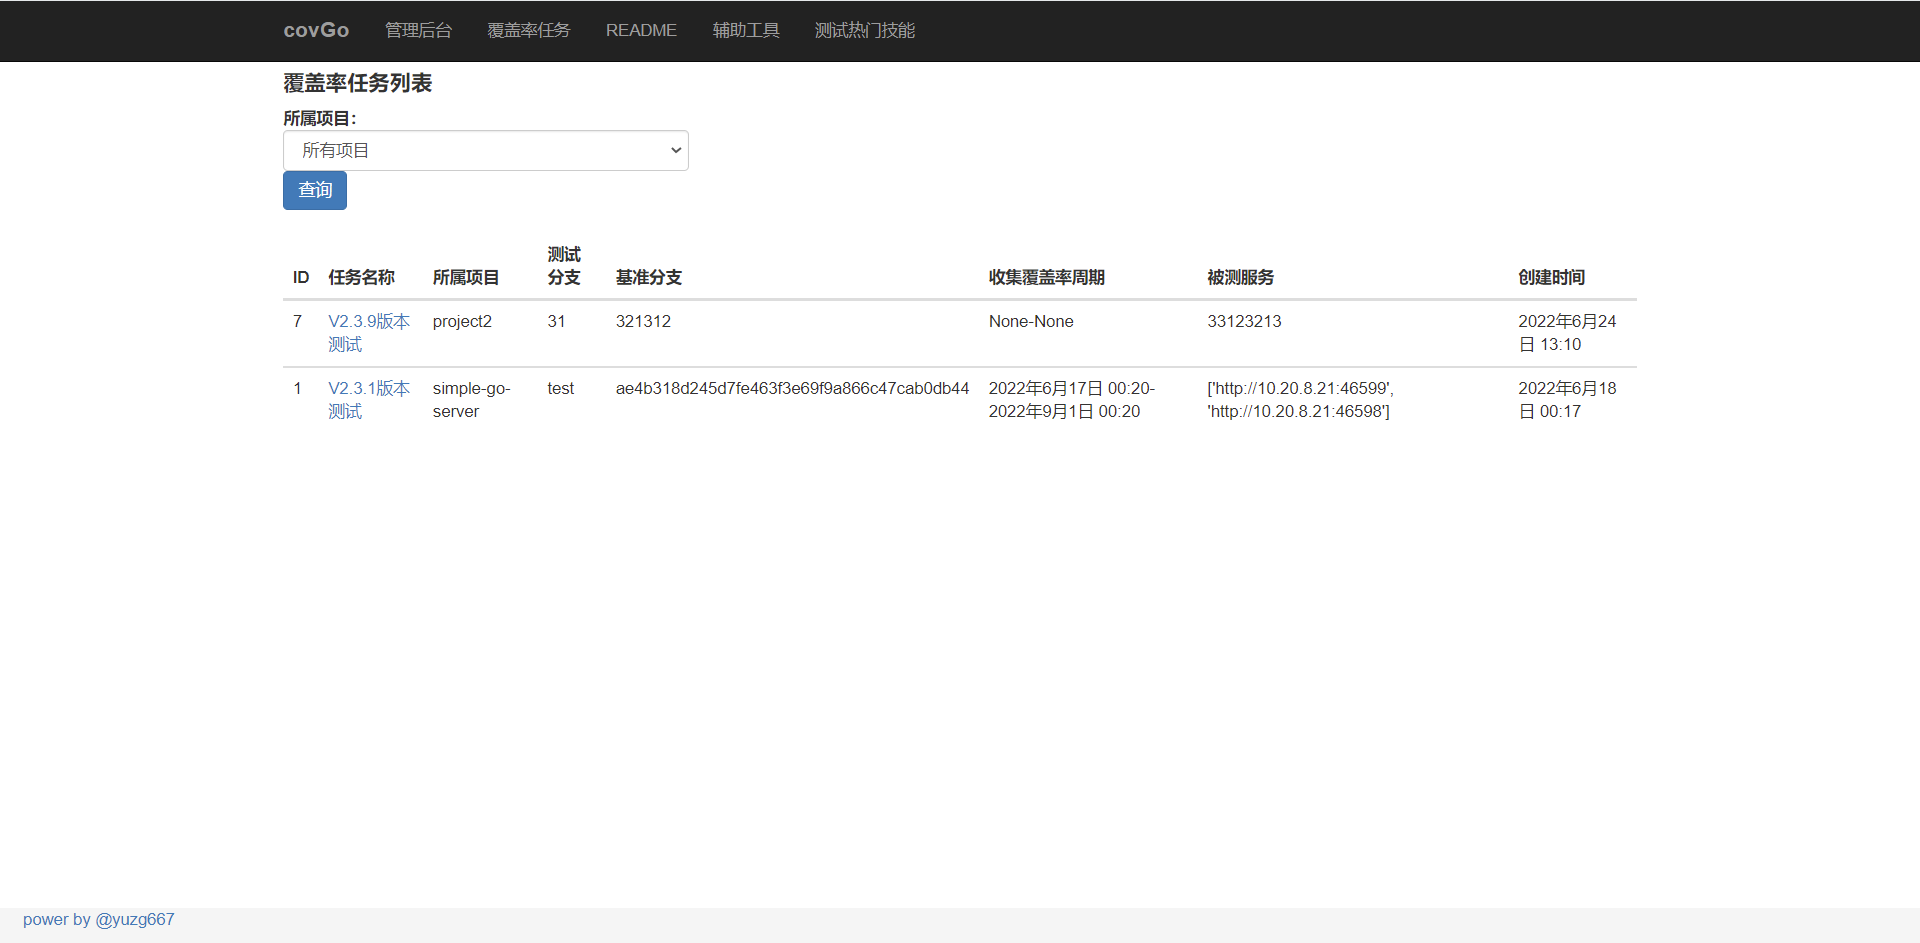 covGo 管理后台 覆盖率任务 README 辅助工具 测试热门技能
覆盖率任务列表
所属项目：
所有项目
查询
ID 任务名称 所属项目 测试分支 基准分支 收集覆盖率周期 被测服务 创建时间
7 V2.3.9版本测试 project2 31 321312 None-None 33123213 2022年6月24日 13:10
1 V2.3.1版本测试 simple-go-server test ae4b318d245d7fe463f3e69f9a866c47cab0db44 2022年6月17日 00:20-2022年9月1日 00:20 ['http://10.20.8.21:46599', 'http://10.20.8.21:46598'] 2022年6月18日 00:17
power by @yuzg667